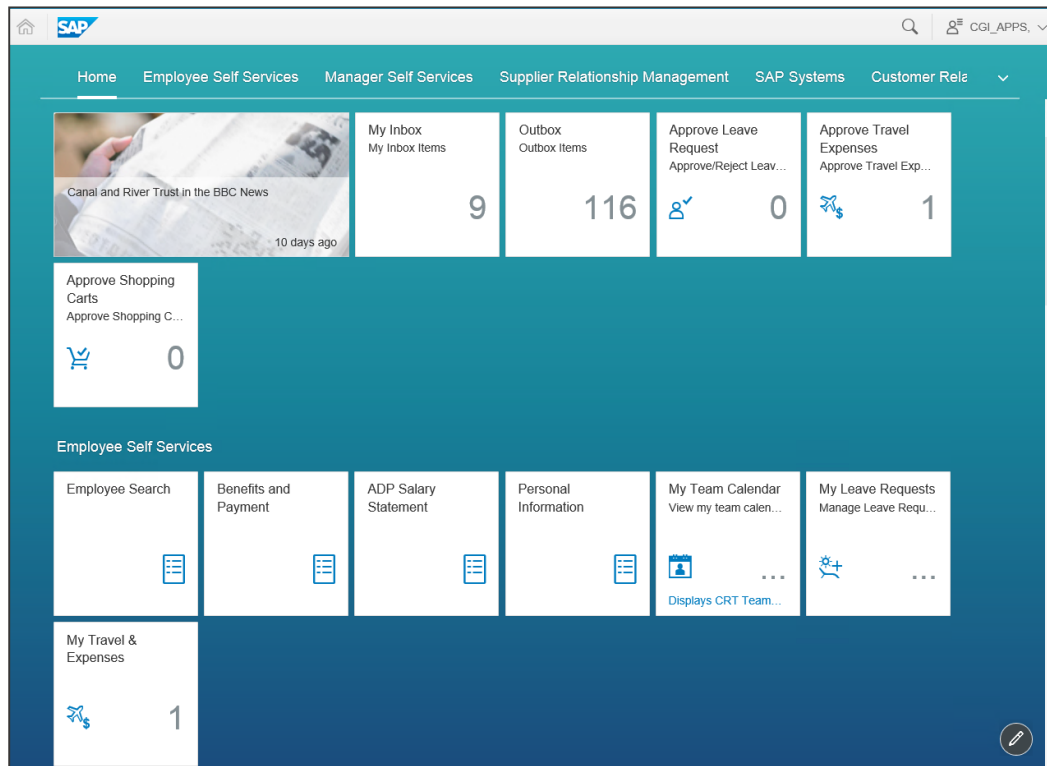 SAP
CGI_APPS,
Home Employee Self Services Manager Self Services Supplier Relationship Management SAP Systems Customer Rela
Canal and River Trust in the BBC News
10 days ago
My Inbox
My Inbox Items
9
Outbox
Outbox Items
116
Approve Leave
Request
Approve/Reject Leav...
0
Approve Travel
Expenses
Approve Travel Exp...
$
1
Approve Shopping
Carts
Approve Shopping C...
0
Employee Self Services
Employee Search
Benefits and
Payment
ADP Salary
Statement
Personal
Information
My Team Calendar
View my team calen...
...
Displays CRT Team...
My Leave Requests
Manage Leave Requ...
...
My Travel &
Expenses
$
1